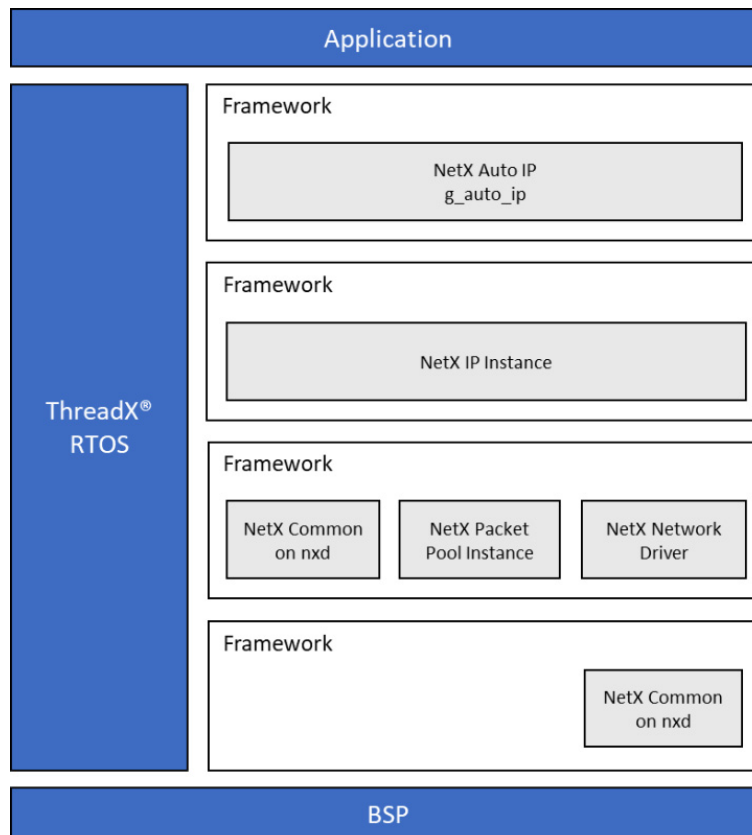 Application
ThreadX®
RTOS
Framework
NetX Auto IP
g_auto_ip
Framework
NetX IP Instance
Framework
NetX Common
on nxd
NetX Packet
Pool Instance
NetX Network
Driver
Framework
NetX Common
on nxd
BSP